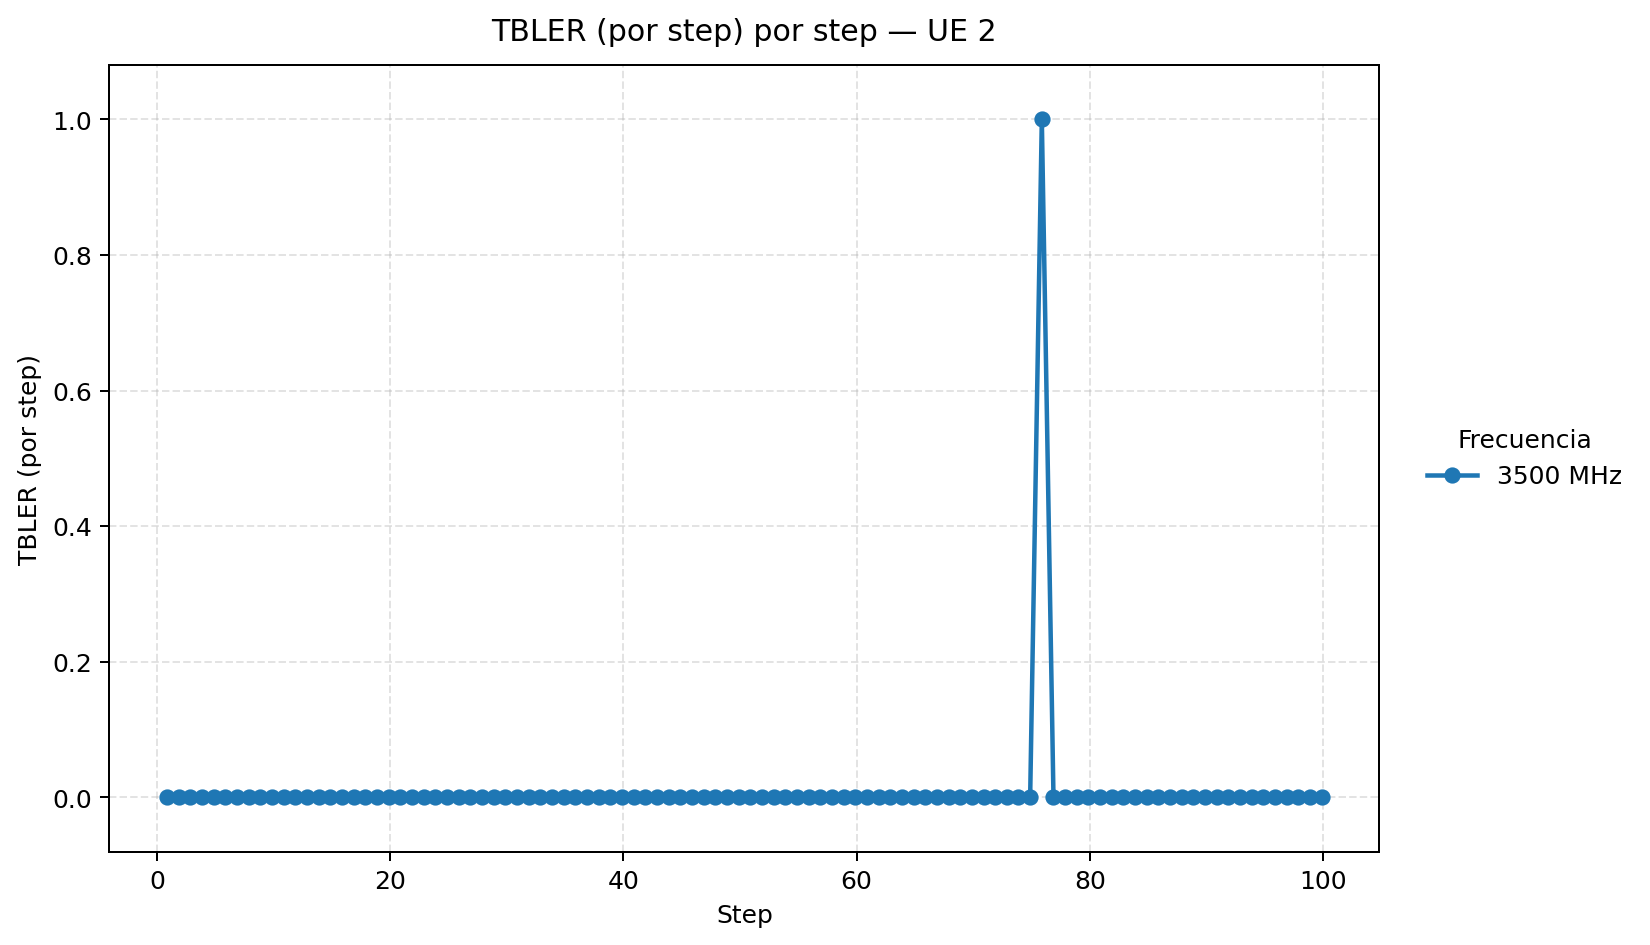 TBLER (por step) por step — UE 2
TBLER (por step)
1.0
0.8
0.6
0.4
0.2
0.0
0 20 40 60 80 100
Step
Frecuencia
3500 MHz